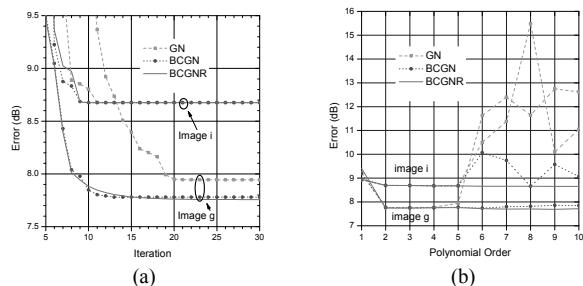 9.5
9.0
8.5
8.0
7.5
Error (dB)
5
10
15
20
25
30
Iteration
GN
BCGN
BCGNR
Image i
Image g
(a)
16
15
14
13
12
11
10
9
8
7
Error (dB)
1
2
3
4
5
6
7
8
9
10
Polynomial Order
GN
BCGN
BCGNR
image i
image g
(b)